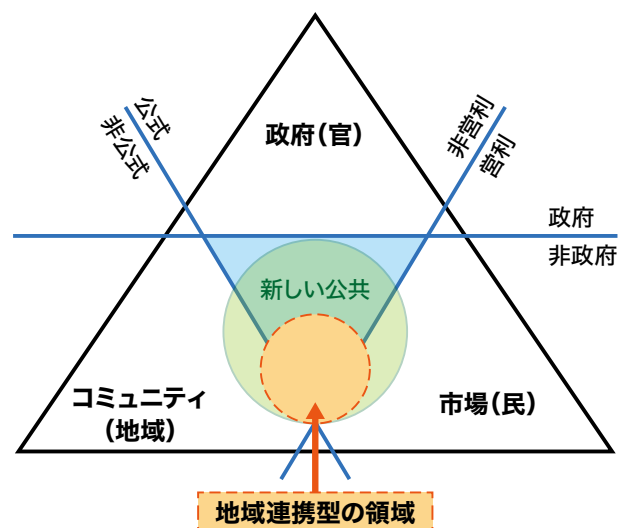 公式
非公式
政府(官)
非営利
営利
政府
非政府
新しい公共
コミュニティ
(地域)
市場(民)
地域連携型の領域